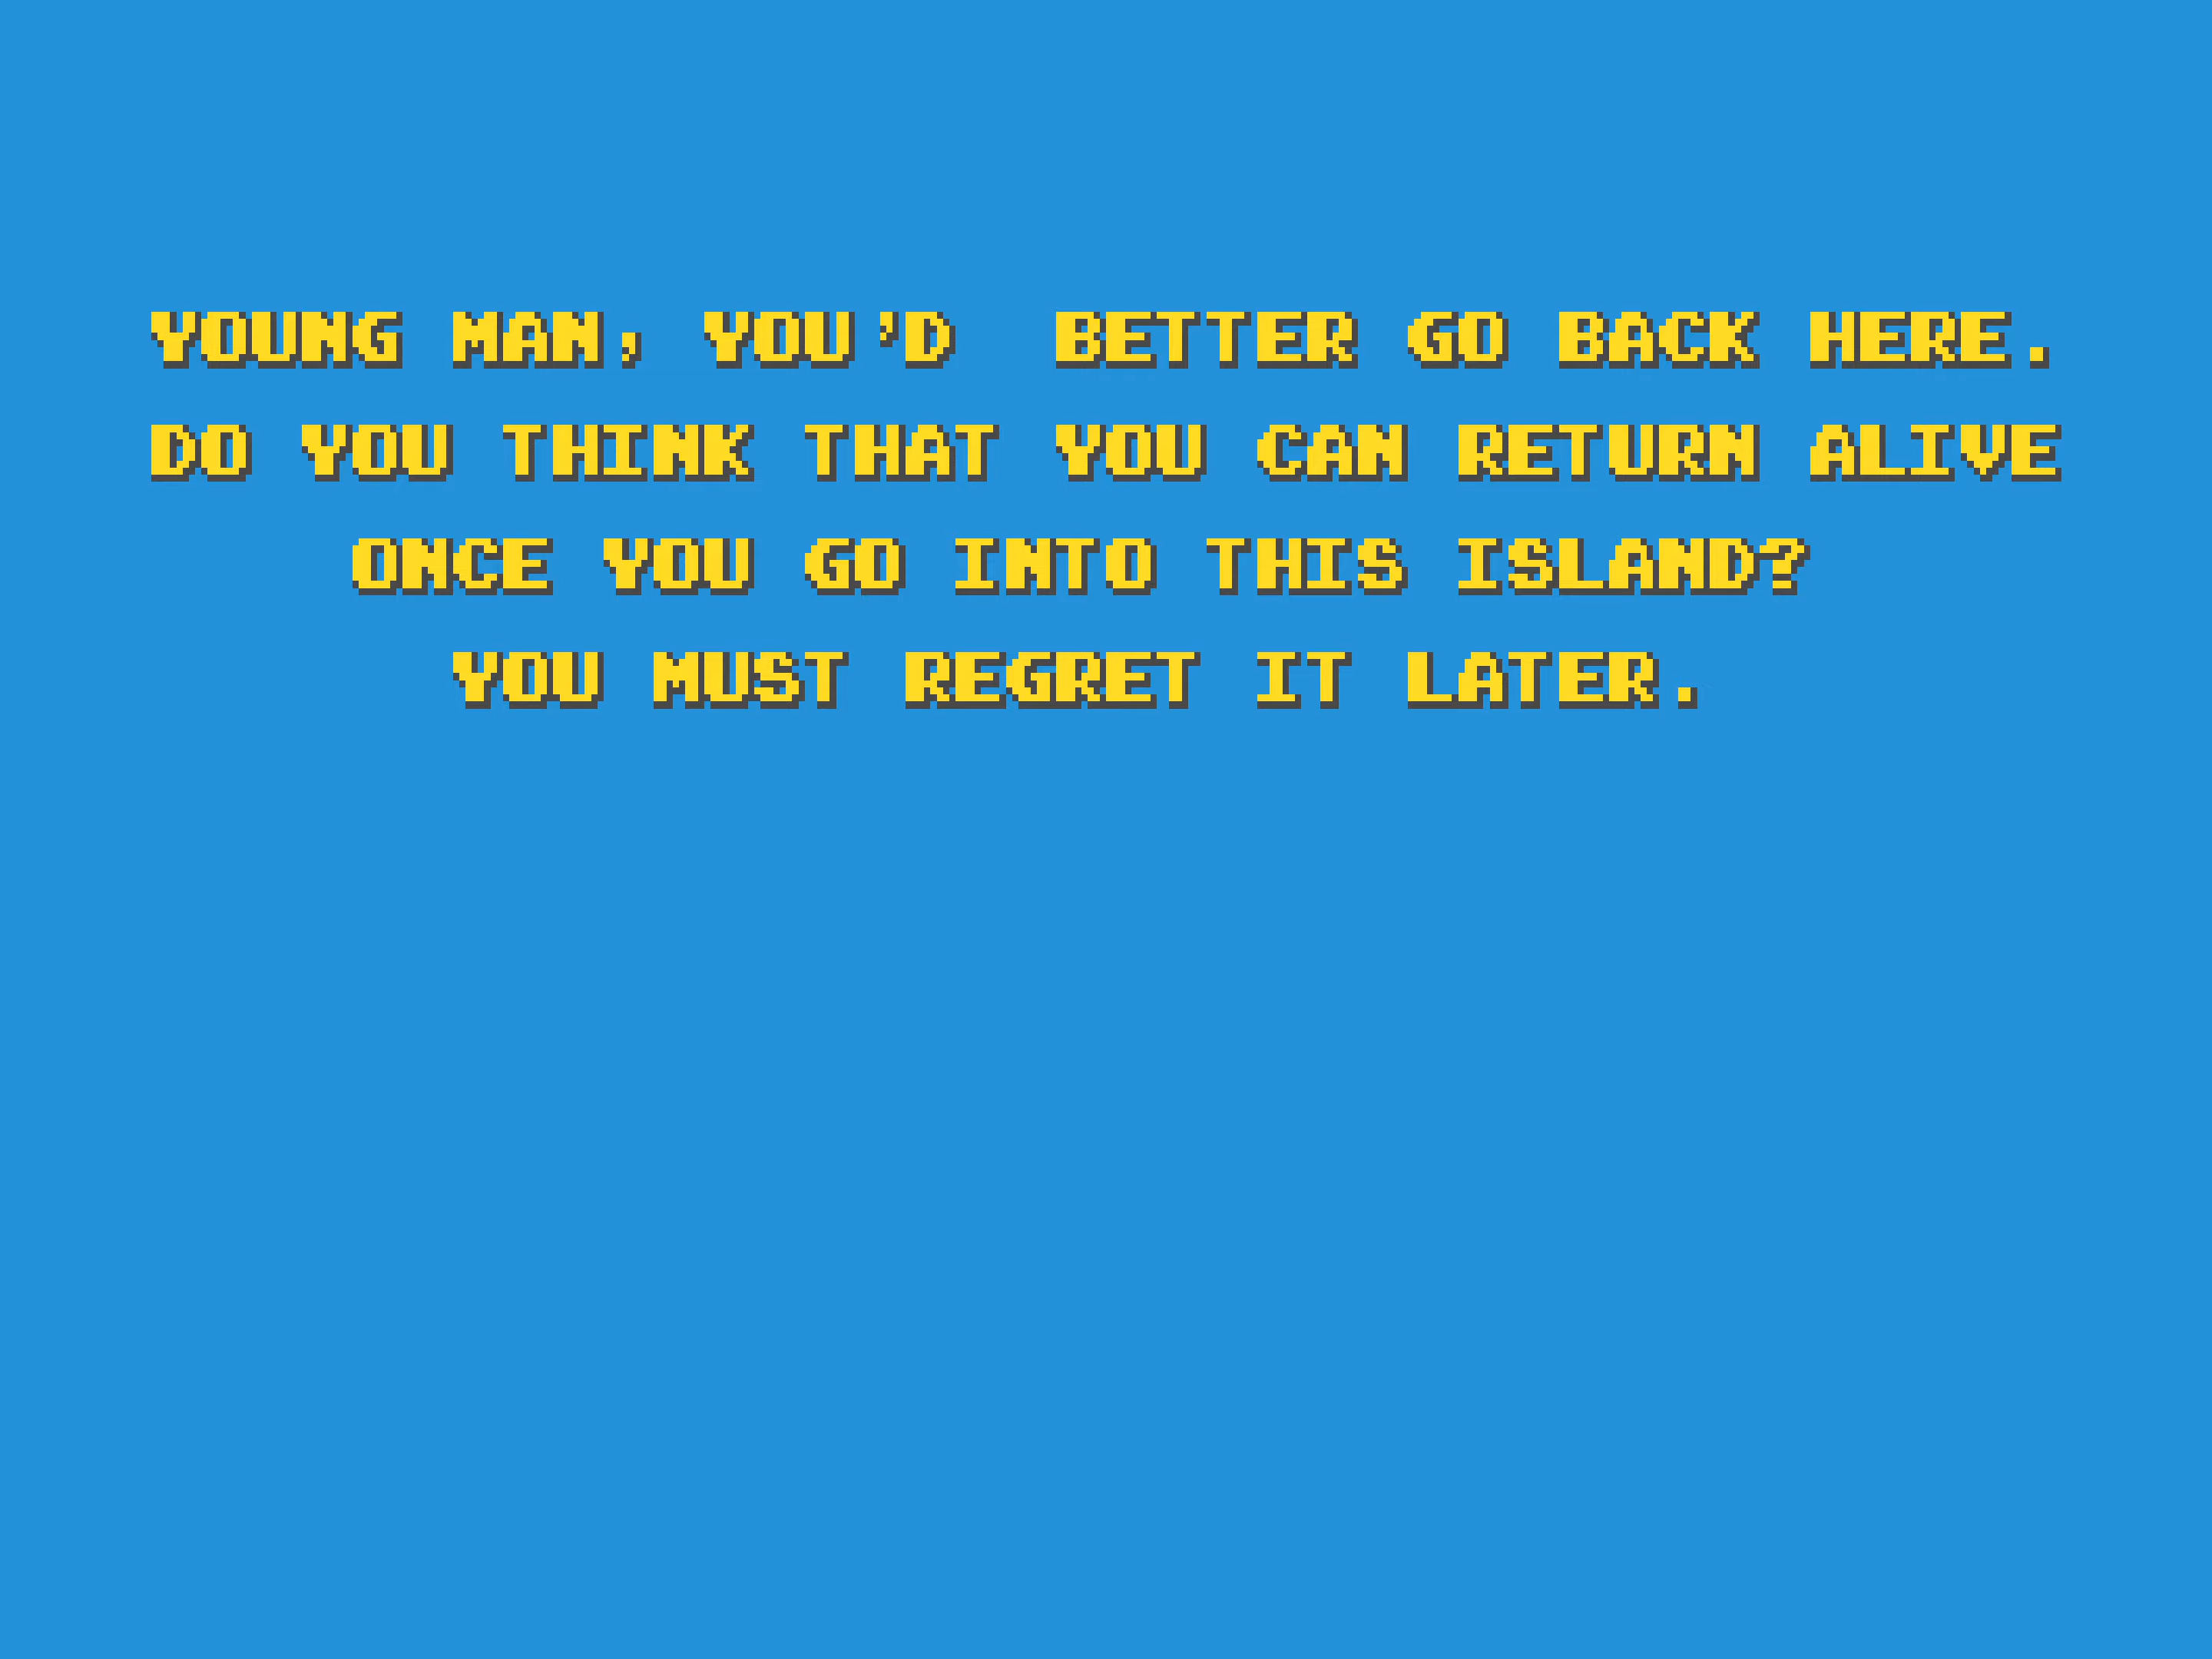 YOUNG MAN, YOU'D  BETTER GO BACK HERE.
DO YOU THINK THAT YOU CAN RETURN ALIVE
ONCE YOU GO INTO THIS ISLAND?
YOU MUST REGRET IT LATER.